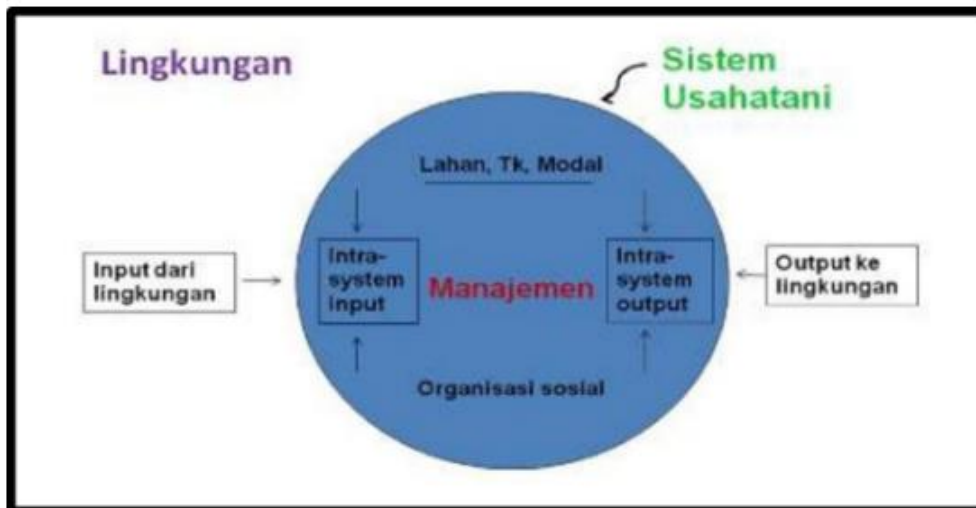 Lingkungan
Sistem
Usahatani
Lahan, Tk, Modal
Input dari
lingkungan
Intra-
system
input
Manajemen
Intra-
system
output
Output ke
lingkungan
Organisasi sosial